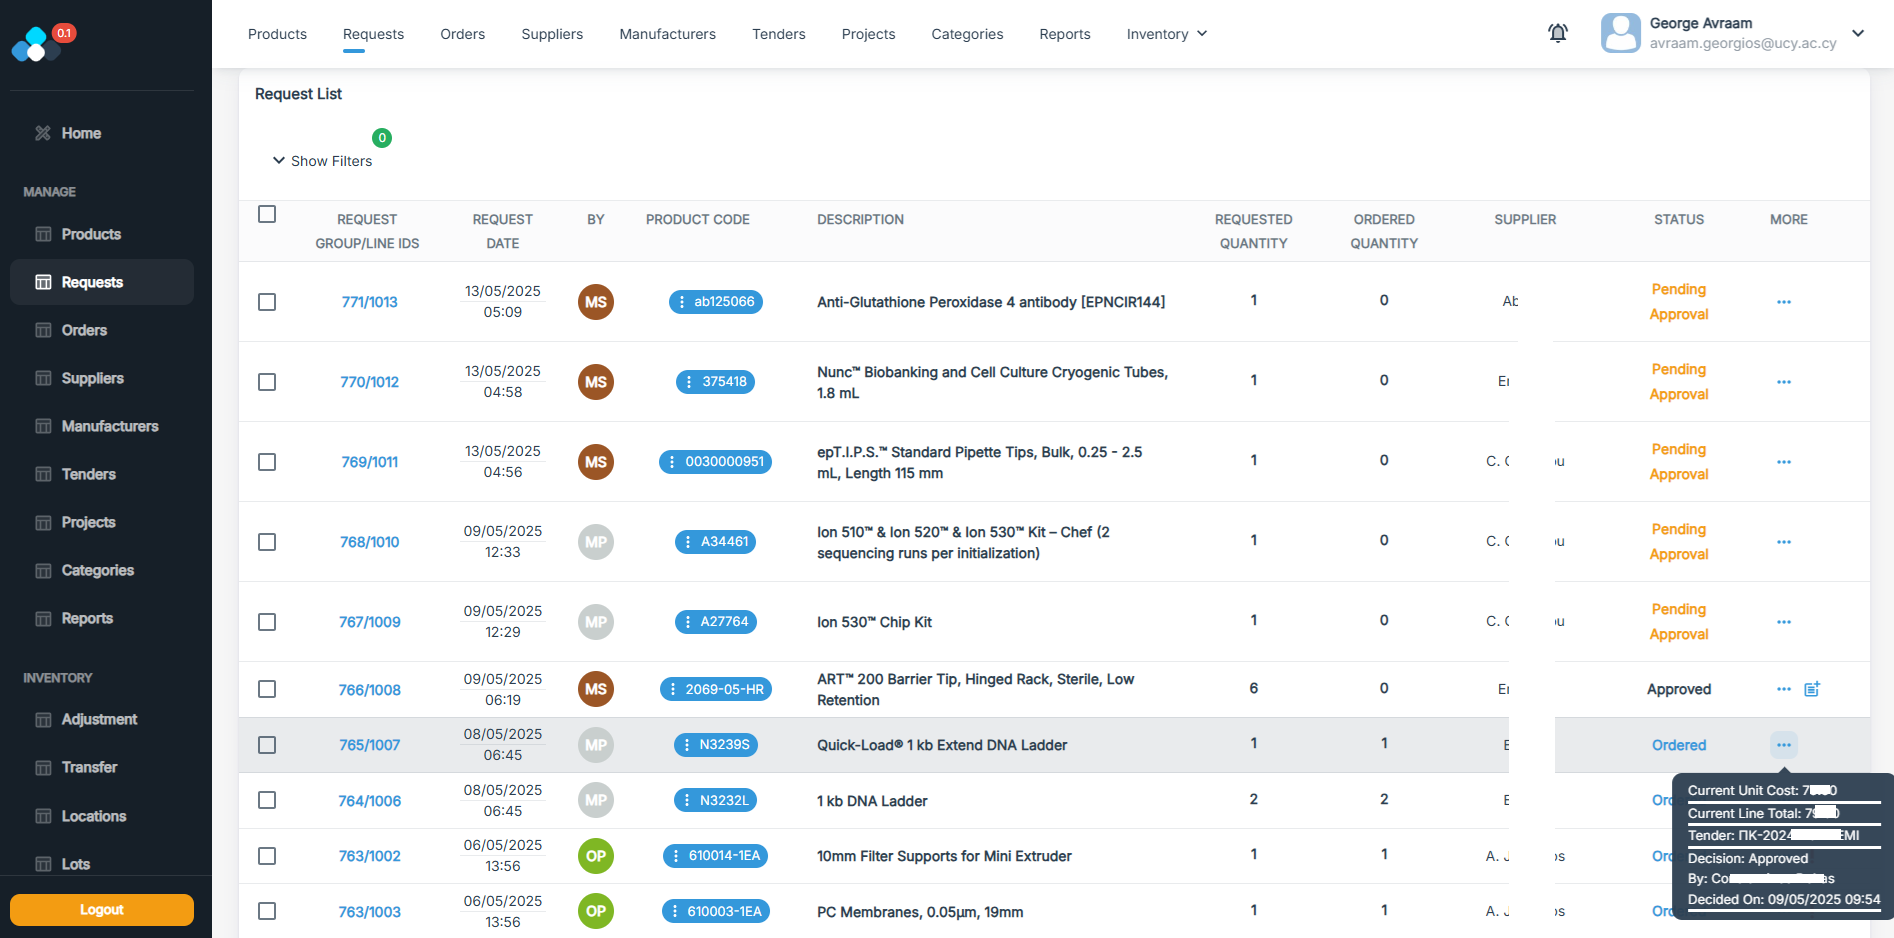 0.1
Products Requests Orders Suppliers Manufacturers Tenders Projects Categories Reports Inventory
George Avraam
avraam.georgios@ucy.ac.cy
Home
MANAGE
Products
Requests
Orders
Suppliers
Manufacturers
Tenders
Projects
Categories
Reports
INVENTORY
Adjustment
Transfer
Locations
Lots
Logout
Request List
0
Show Filters
REQUEST GROUP/LINE IDS REQUEST DATE BY PRODUCT CODE DESCRIPTION REQUESTED QUANTITY ORDERED QUANTITY SUPPLIER STATUS MORE
771/1013 13/05/2025 05:09 MS ab125066 Anti-Glutathione Peroxidase 4 antibody [EPNCIR144] 1 0 Pending Approval
770/1012 13/05/2025 04:58 MS 375418 Nunc™ Biobanking and Cell Culture Cryogenic Tubes, 1.8 mL 1 0 Pending Approval
769/1011 13/05/2025 04:56 MS 0030000951 epT.I.P.S.™ Standard Pipette Tips, Bulk, 0.25 - 2.5 mL, Length 115 mm 1 0 C. Pending Approval
768/1010 09/05/2025 12:33 MP A34461 Ion 510™ & Ion 520™ & Ion 530™ Kit – Chef (2 sequencing runs per initialization) 1 0 C. Pending Approval
767/1009 09/05/2025 12:29 MP A27764 Ion 530™ Chip Kit 1 0 C. Pending Approval
766/1008 09/05/2025 06:19 MS 2069-05-HR ART™ 200 Barrier Tip, Hinged Rack, Sterile, Low Retention 6 0 Approved
765/1007 08/05/2025 06:45 MP N3239S Quick-Load® 1 kb Extend DNA Ladder 1 1 Ordered
764/1006 08/05/2025 06:45 MP N3232L 1 kb DNA Ladder 2 2
763/1002 06/05/2025 13:56 OP 610014-1EA 10mm Filter Supports for Mini Extruder 1 1 A.
763/1003 06/05/2025 13:56 OP 610003-1EA PC Membranes, 0.05µm, 19mm 1 1 A.
Current Unit Cost:
Current Line Total:
Tender: ΠΚ-2024
Decision: Approved
By:
Decided On: 09/05/2025 09:54